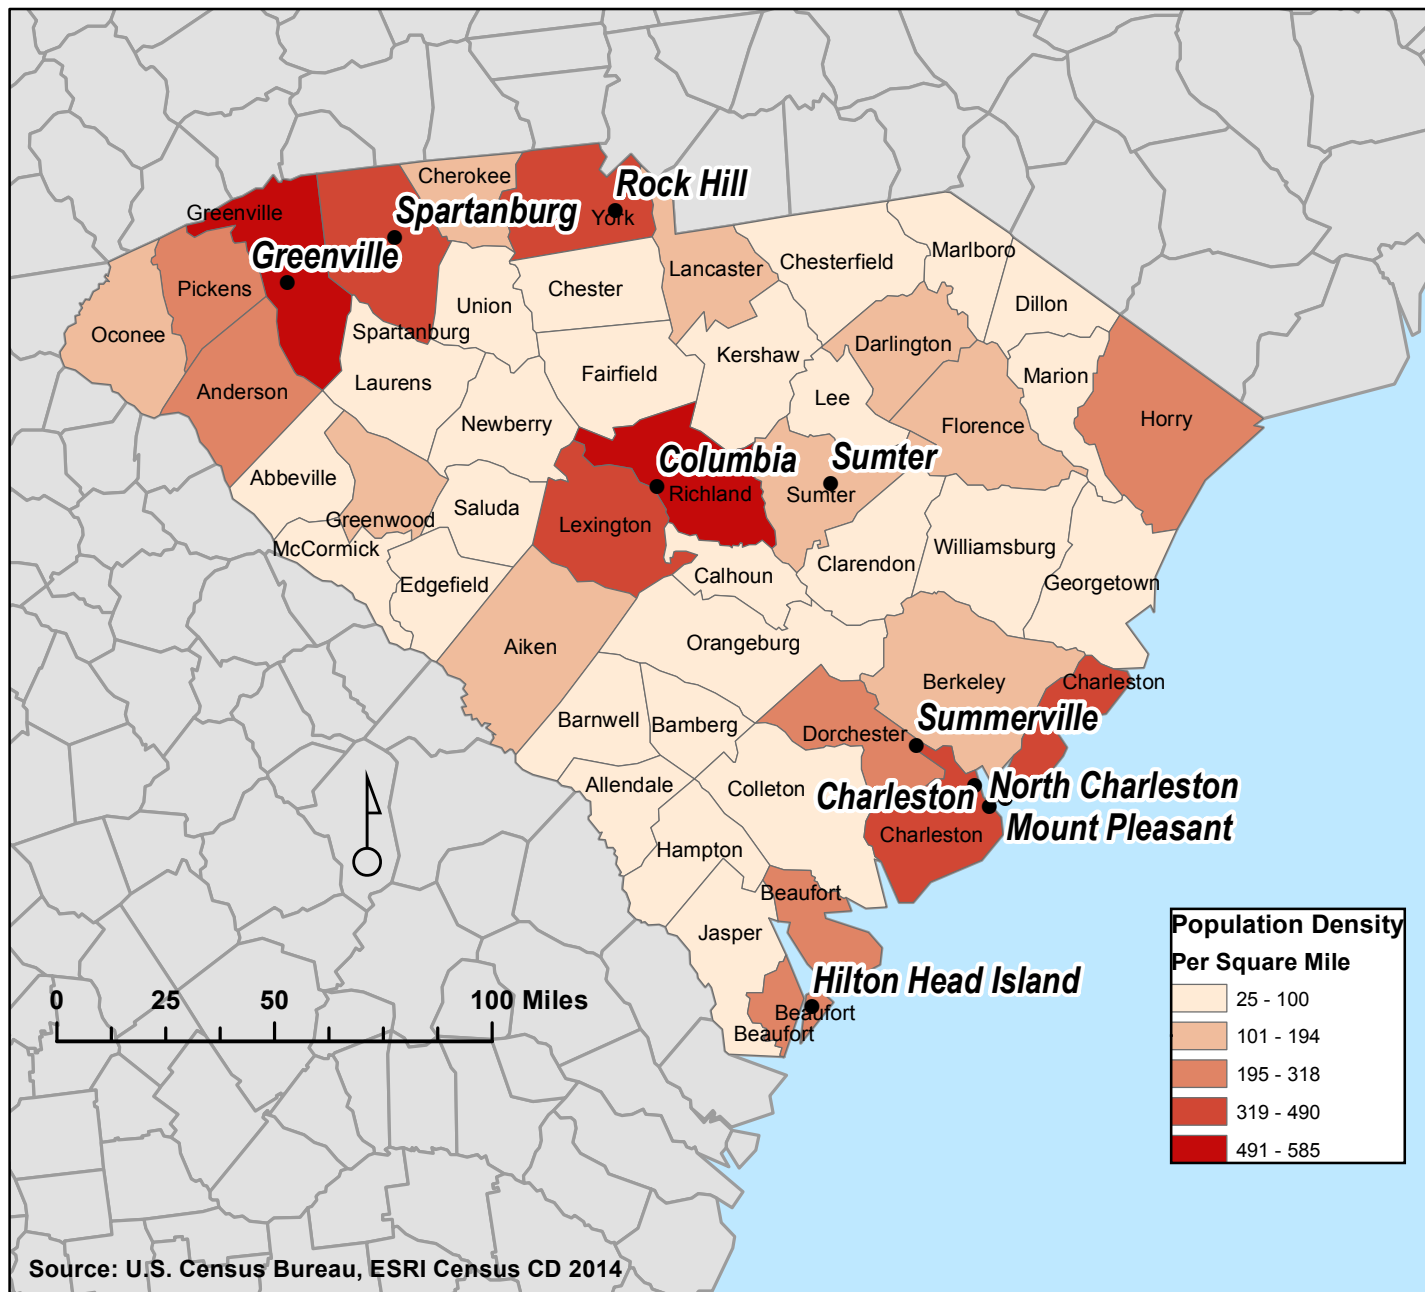 Cherokee
Rock Hill
Greenville
Spartanburg
York
Greenville
Lancaster
Chesterfield
Marlboro
Pickens
Union
Chester
Dillon
Oconee
Spartanburg
Darlington
Kershaw
Fairfield
Marion
Laurens
Anderson
Lee
Newberry
Florence
Horry
Columbia
Sumter
Abbeville
Richland
Sumter
Saluda
Greenwood
Lexington
McCormick
Williamsburg
Clarendon
Calhoun
Edgefield
Georgetown
Aiken
Orangeburg
Berkeley
Charleston
Barnwell
Bamberg
Summerville
Dorchester
Allendale
Colleton
North Charleston
Charleston
Mount Pleasant
Charleston
Hampton
Beaufort
Jasper
Hilton Head Island
Beaufort
Beaufort
0 25 50 100 Miles
Population Density
Per Square Mile
25 - 100
101 - 194
195 - 318
319 - 490
491 - 585
Source: U.S. Census Bureau, ESRI Census CD 2014